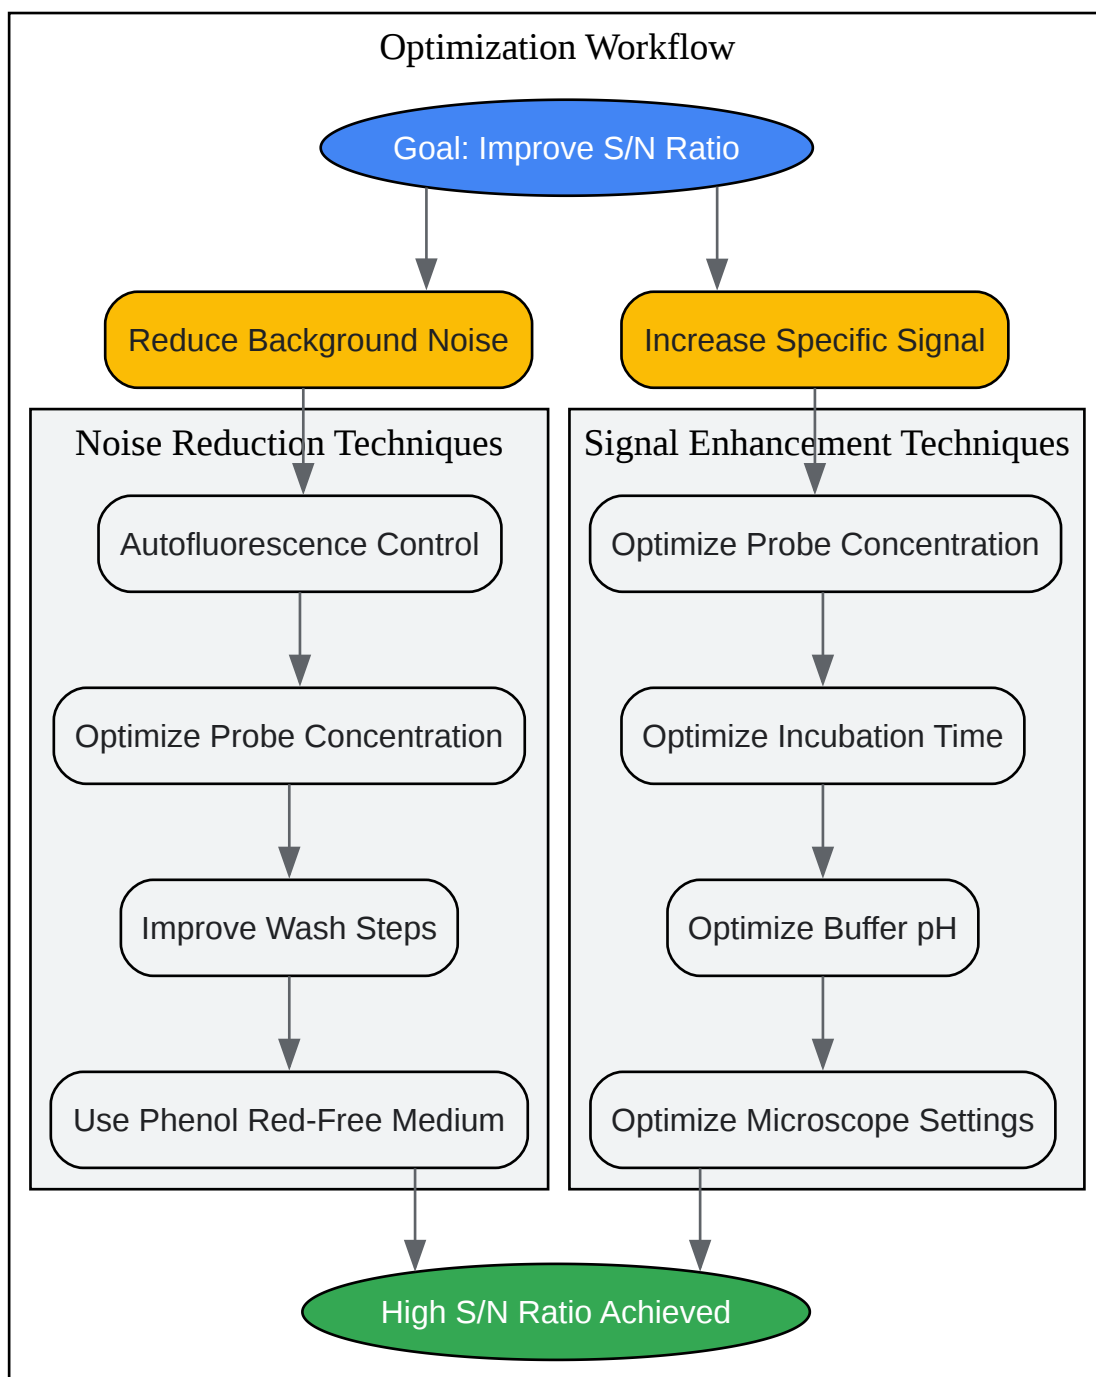 Optimization Workflow
Goal: Improve S/N Ratio
Reduce Background Noise
Increase Specific Signal
Noise Reduction Techniques
Autofluorescence Control
Optimize Probe Concentration
Improve Wash Steps
Use Phenol Red-Free Medium
Signal Enhancement Techniques
Optimize Probe Concentration
Optimize Incubation Time
Optimize Buffer pH
Optimize Microscope Settings
High S/N Ratio Achieved